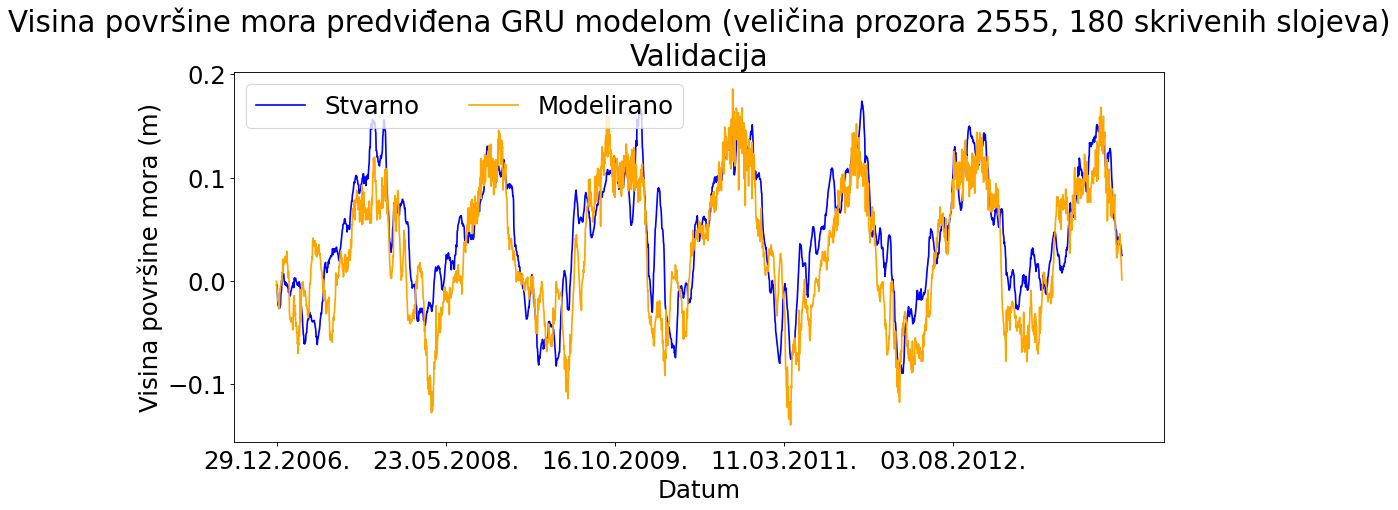 Visina površine mora predviđena GRU modelom (veličina prozora 2555, 180 skrivenih slojeva)
Validacija
Stvarno
Modelirano
Visina površine mora (m)
0.2
0.1
0.0
−0.1
29.12.2006.
23.05.2008.
16.10.2009.
11.03.2011.
03.08.2012.
Datum